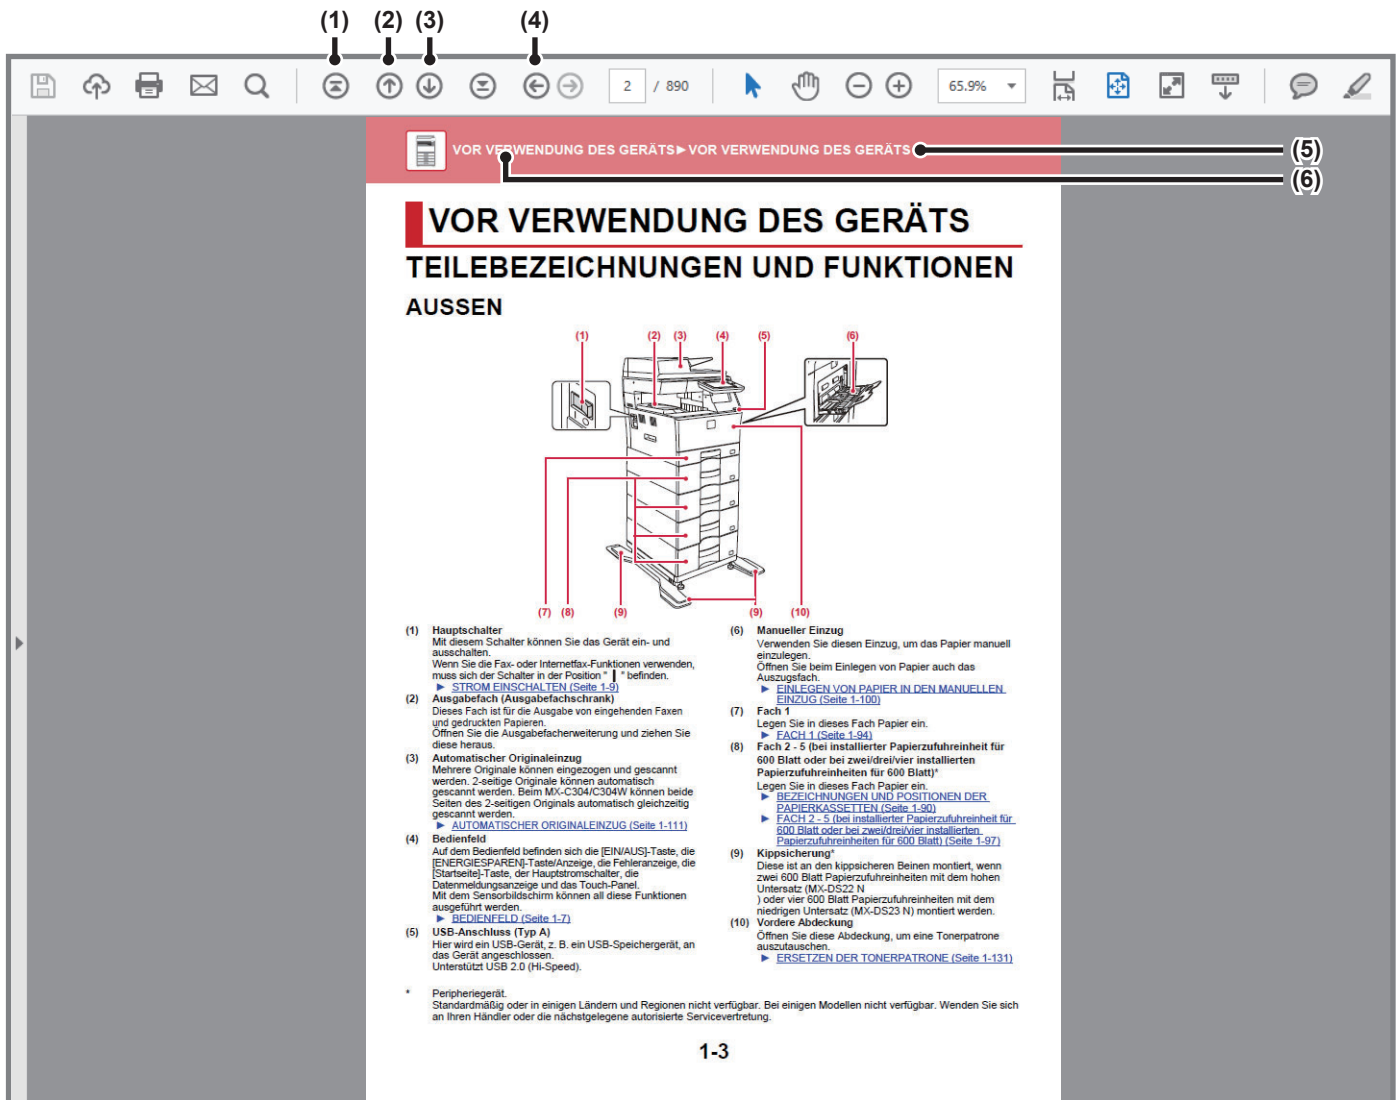 (1) (2) (3) (4)
2 / 890 65.9%
VOR VERWENDUNG DES GERÄTS►VOR VERWENDUNG DES GERÄTS
(5)
(6)
VOR VERWENDUNG DES GERÄTS
TEILEBEZEICHNUNGEN UND FUNKTIONEN
AUSSEN
(1) (2) (3) (4) (5) (6)
(7) (8) (9) (9) (10)
(1) Hauptschalter
Mit diesem Schalter können Sie das Gerät ein- und
ausschalten.
Wenn Sie die Fax- oder Internetfax-Funktionen verwenden,
muss sich der Schalter in der Position " ┃ " befinden.
► STROM EINSCHALTEN (Seite 1-9)
(2) Ausgabefach (Ausgabefachschrank)
Dieses Fach ist für die Ausgabe von eingehenden Faxen
und gedruckten Papieren.
Öffnen Sie die Ausgabefacherweiterung und ziehen Sie
diese heraus.
(3) Automatischer Originaleinzug
Mehrere Originale können eingezogen und gescannt
werden. 2-seitige Originale können automatisch
gescannt werden. Beim MX-C304/C304W können beide
Seiten des 2-seitigen Originals automatisch gleichzeitig
gescannt werden.
► AUTOMATISCHER ORIGINALEINZUG (Seite 1-111)
(4) Bedienfeld
Auf dem Bedienfeld befinden sich die [EIN/AUS]-Taste, die
[ENERGIESPAREN]-Taste/Anzeige, die Fehleranzeige, die
[Startseite]-Taste, der Hauptstromschalter, die
Datenmeldungsanzeige und das Touch-Panel.
Mit dem Sensorbildschirm können all diese Funktionen
ausgeführt werden.
► BEDIENFELD (Seite 1-7)
(5) USB-Anschluss (Typ A)
Hier wird ein USB-Gerät, z. B. ein USB-Speichergerät, an
das Gerät angeschlossen.
Unterstützt USB 2.0 (Hi-Speed).
(6) Manueller Einzug
Verwenden Sie diesen Einzug, um das Papier manuell
einzulegen.
Öffnen Sie beim Einlegen von Papier auch das
Auszugsfach.
► EINLEGEN VON PAPIER IN DEN MANUELLEN
EINZUG (Seite 1-100)
(7) Fach 1
Legen Sie in dieses Fach Papier ein.
► FACH 1 (Seite 1-94)
(8) Fach 2 - 5 (bei installierter Papierzufuhreinheit für
600 Blatt oder bei zwei/drei/vier installierten
Papierzufuhreinheiten für 600 Blatt)*
Legen Sie in dieses Fach Papier ein.
► BEZEICHNUNGEN UND POSITIONEN DER
PAPIERKASSETTEN (Seite 1-90)
► FACH 2 - 5 (bei installierter Papierzufuhreinheit für
600 Blatt oder bei zwei/drei/vier installierten
Papierzufuhreinheiten für 600 Blatt) (Seite 1-97)
(9) Kippsicherung*
Diese ist an den kippsicheren Beinen montiert, wenn
zwei 600 Blatt Papierzufuhreinheiten mit dem hohen
Untersatz (MX-DS22 N
) oder vier 600 Blatt Papierzufuhreinheiten mit dem
niedrigen Untersatz (MX-DS23 N) montiert werden.
(10) Vordere Abdeckung
Öffnen Sie diese Abdeckung, um eine Tonerpatrone
auszutauschen.
► ERSETZEN DER TONERPATRONE (Seite 1-131)
* Peripheriegerät.
Standardmäßig oder in einigen Ländern und Regionen nicht verfügbar. Bei einigen Modellen nicht verfügbar. Wenden Sie sich
an Ihren Händler oder die nächstgelegene autorisierte Servicevertretung.
1-3